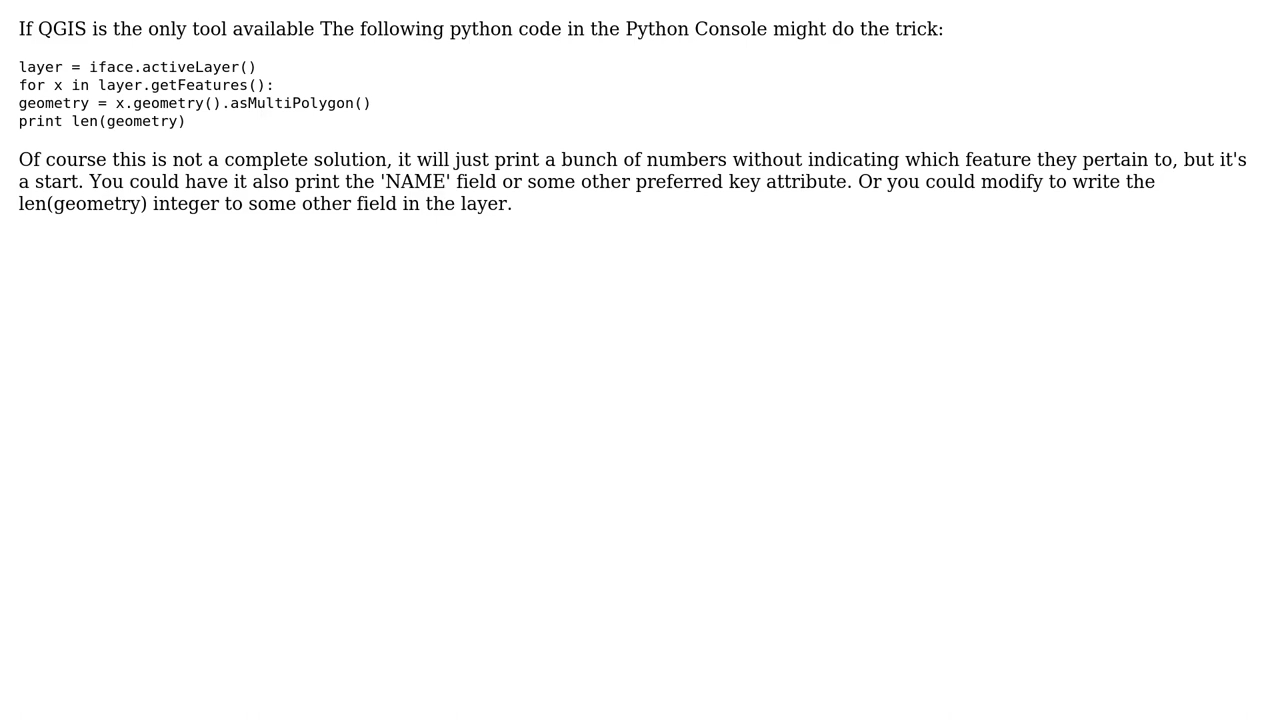 If QGIS is the only tool available The following python code in the Python Console might do the trick:
layer = iface.activeLayer()
for x in layer.getFeatures():
geometry = x.geometry().asMultiPolygon()
print len(geometry)
Of course this is not a complete solution, it will just print a bunch of numbers without indicating which feature they pertain to, but it's
a start. You could have it also print the 'NAME' field or some other preferred key attribute. Or you could modify to write the
len(geometry) integer to some other field in the layer.